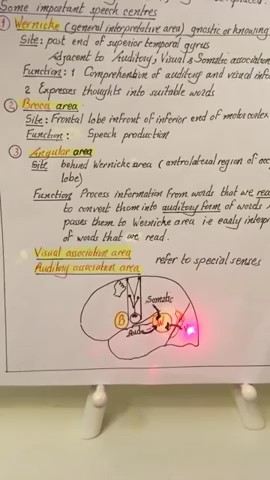 Some important speech centres
① Wernicke (general interpretative area) gnostic or knowing
Site: post end of superior temporal gyrus
Adjacent to Auditory, Visual & Somatic association
Function: 1 Comprehension of auditory and visual inf
2 Expresses thoughts into suitable words
② Broca area:
Site: Frontal lobe infront of inferior end of motor cortex
Function: Speech production
③ Angular area
Site behind Wernicke area (antrolateral region of occ
lobe)
Function Process information from words that we rea
to convert them into auditory form of words
passes them to Wernicke area i.e early interp
of words that we read.
Visual association area
Auditory association area
refer to special senses
Somatic
B